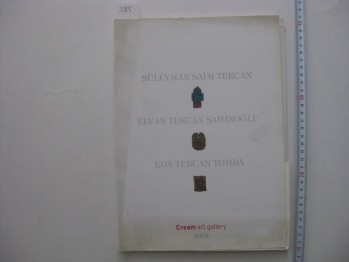 SÜLEYMAN SAİM TEKCAN
ELVAN TEKCAN ŞAHİNOĞLU
EDA TEKCAN TOMBA
Cream art gallery